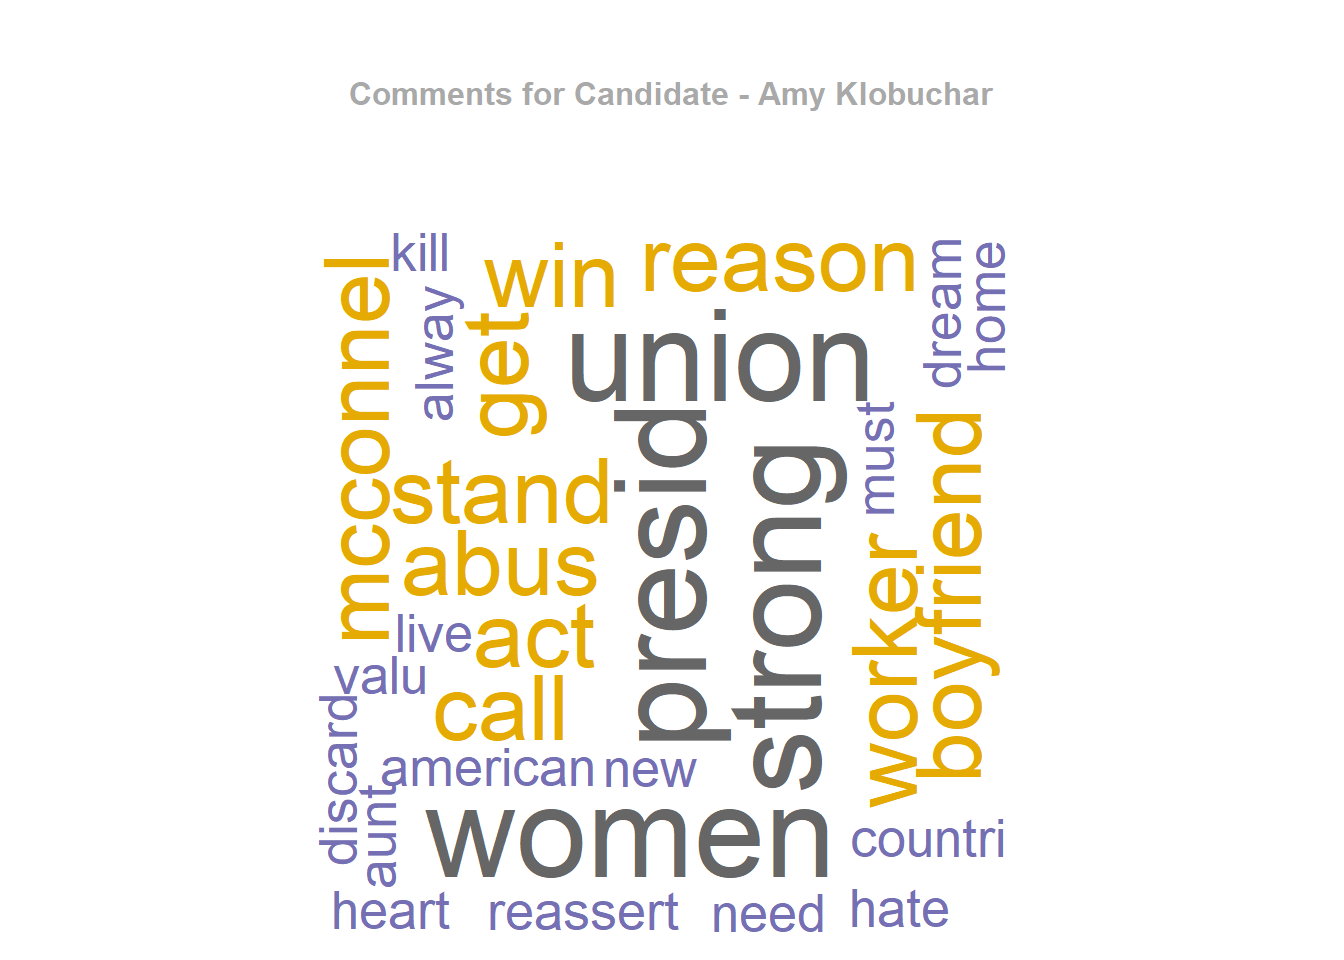 Comments for Candidate - Amy Klobuchar
kill
win
reason
dream
home
mcconnel
alway
get
union
presid
strong
must
boyfriend
stand
abus
worker
live
act
valu
call
discard
aunt
american
new
women
countri
heart
reassert
need
hate